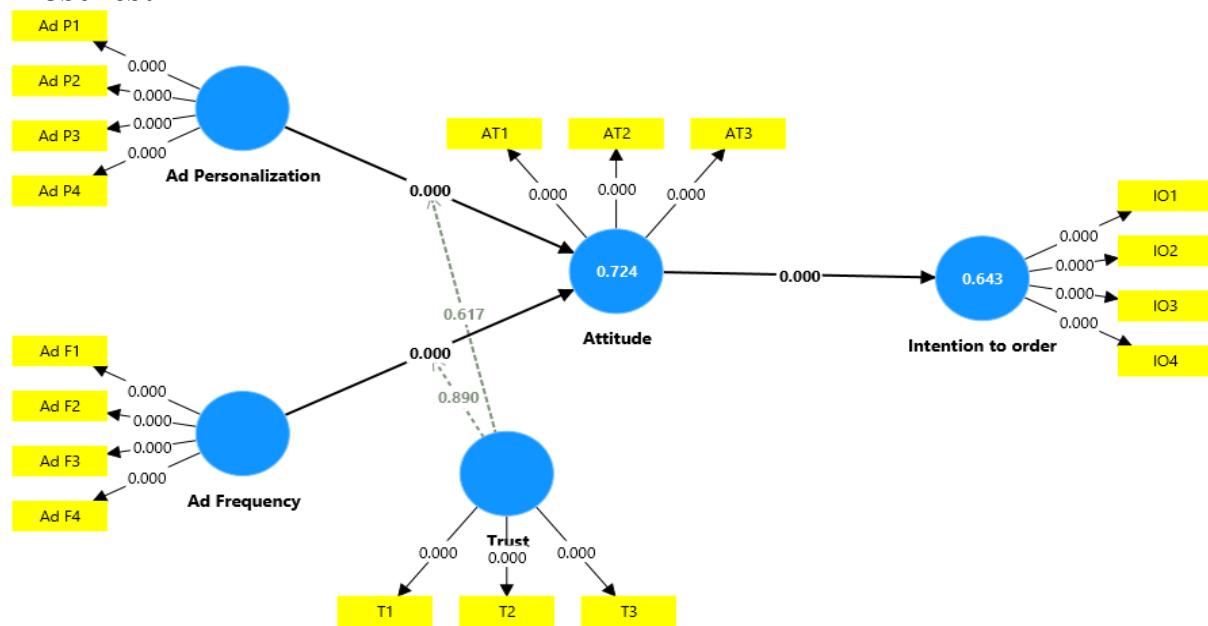 Ad P1
Ad P2
Ad P3
Ad P4
0.000
0.000
0.000
0.000
Ad Personalization
AT1
AT2
AT3
0.000
0.000
0.000
0.000
0.724
Attitude
0.000
0.643
Intention to order
IO1
IO2
IO3
IO4
0.000
0.000
0.000
0.000
0.617
0.000
0.890
Ad F1
Ad F2
Ad F3
Ad F4
0.000
0.000
0.000
0.000
Ad Frequency
Trust
0.000
0.000
0.000
T1
T2
T3